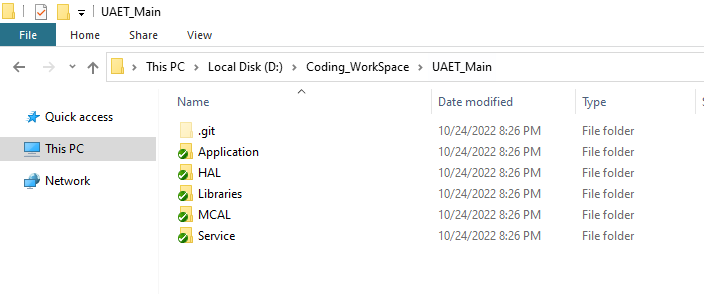 UAET_Main
File Home Share View
This PC Local Disk (D:) Coding_WorkSpace UAET_Main
Name Date modified Type
Quick access
This PC
Network
.git 10/24/2022 8:26 PM File folder
Application 10/24/2022 8:26 PM File folder
HAL 10/24/2022 8:26 PM File folder
Libraries 10/24/2022 8:26 PM File folder
MCAL 10/24/2022 8:26 PM File folder
Service 10/24/2022 8:26 PM File folder